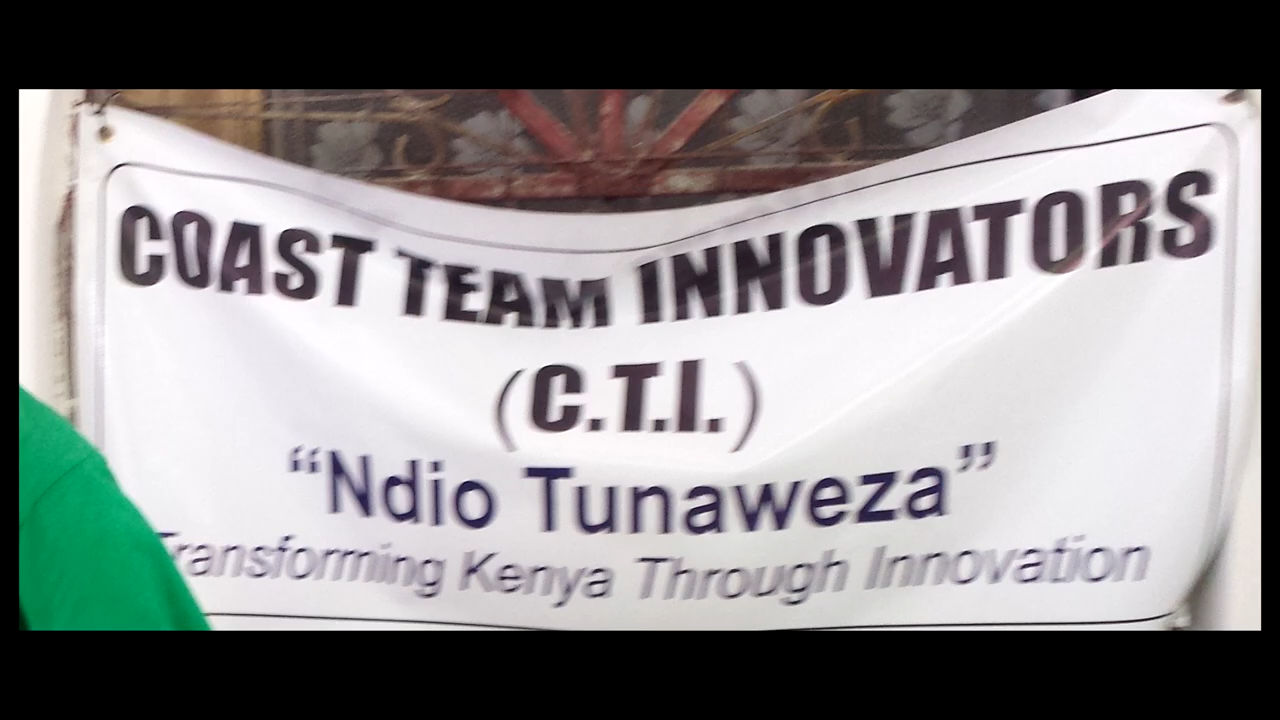 COAST TEAM INNOVATORS
(C.T.I.)
“Ndio Tunaweza”
Transforming Kenya Through Innovation